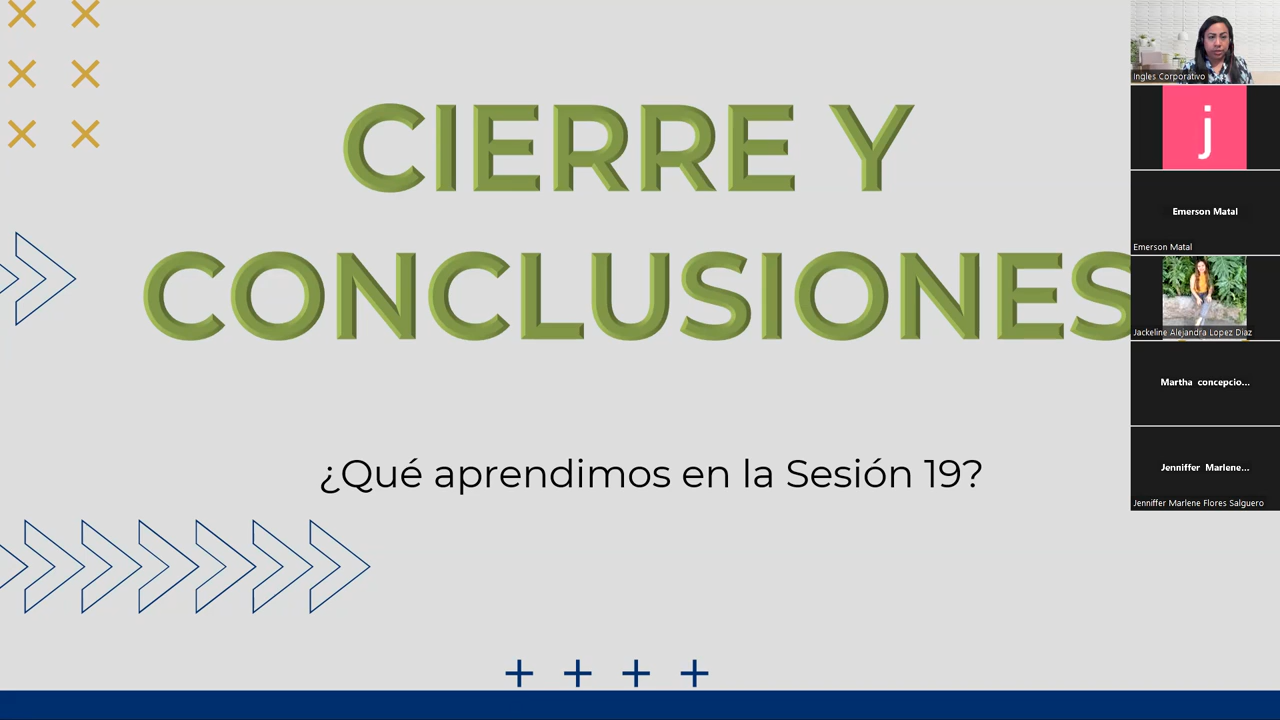 CIERRE Y
CONCLUSIONES
¿Qué aprendimos en la Sesión 19?
Ingles Corporativo
j
Emerson Matal
Emerson Matal
Jackeline Alejandra Lopez Diaz
Martha concepcio...
Jenniffer Marlene...
Jenniffer Marlene Flores Salguero